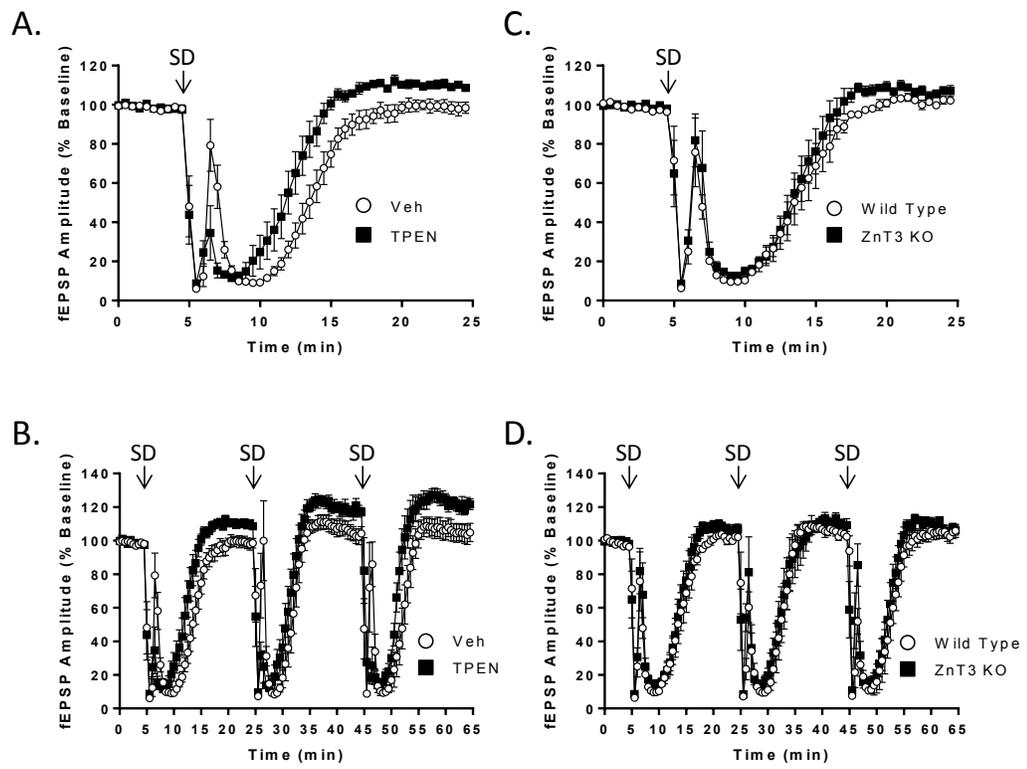 A.
SD
fEPSP Amplitude (% Baseline)
120
100
80
60
40
20
0
Veh
TPEN
0 5 10 15 20 25
Time (min)
C.
SD
fEPSP Amplitude (% Baseline)
120
100
80
60
40
20
0
Wild Type
ZnT3 KO
0 5 10 15 20 25
Time (min)
B.
SD SD SD
fEPSP Amplitude (% Baseline)
140
120
100
80
60
40
20
0
Veh
TPEN
0 5 10 15 20 25 30 35 40 45 50 55 60 65
Time (min)
D.
SD SD SD
fEPSP Amplitude (% Baseline)
140
120
100
80
60
40
20
0
Wild Type
ZnT3 KO
0 5 10 15 20 25 30 35 40 45 50 55 60 65
Time (min)